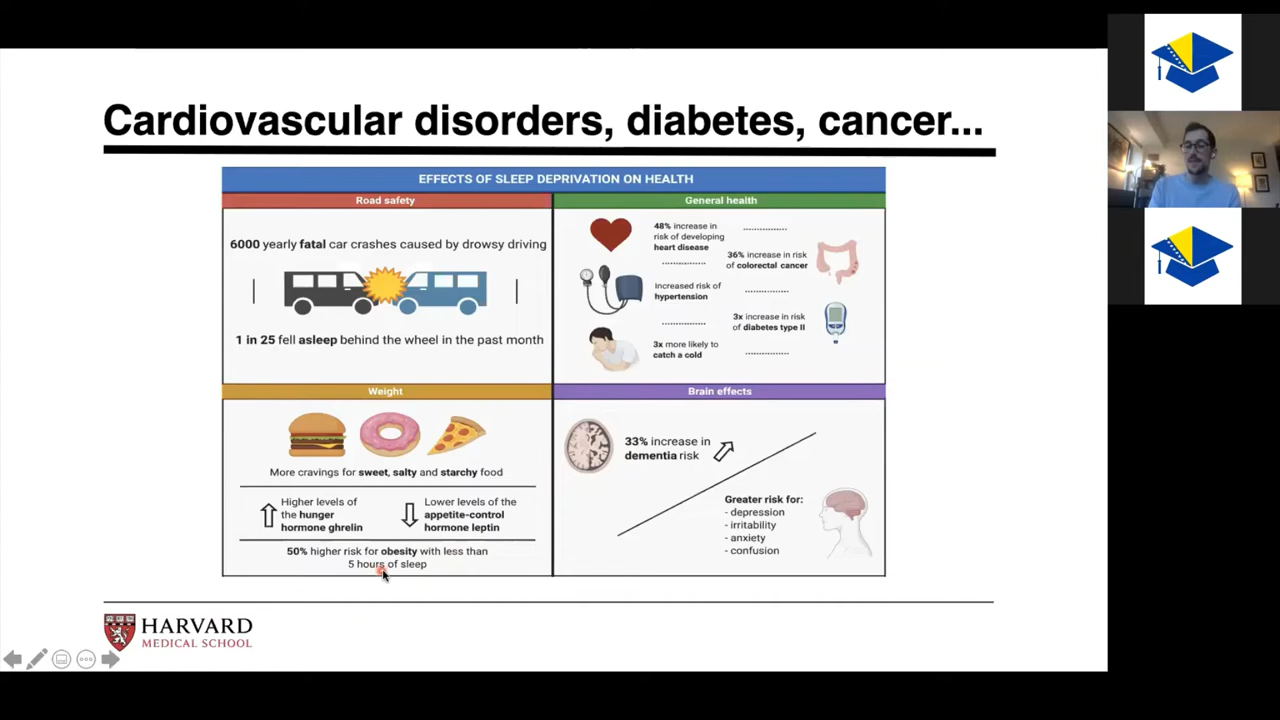 Cardiovascular disorders, diabetes, cancer...
EFFECTS OF SLEEP DEPRIVATION ON HEALTH
Road safety
6000 yearly fatal car crashes caused by drowsy driving
1 in 25 fell asleep behind the wheel in the past month
General health
48% increase in
risk of developing
heart disease
36% increase in risk
of colorectal cancer
increased risk of
hypertension
3x increase in risk
of diabetes type II
3x more likely to
catch a cold
Weight
More cravings for sweet, salty and starchy food
Higher levels of
the hunger
hormone ghrelin
Lower levels of the
appetite-control
hormone leptin
50% higher risk for obesity with less than
5 hours of sleep
Brain effects
33% increase in
dementia risk
Greater risk for:
- depression
- irritability
- anxiety
- confusion
HARVARD
MEDICAL SCHOOL